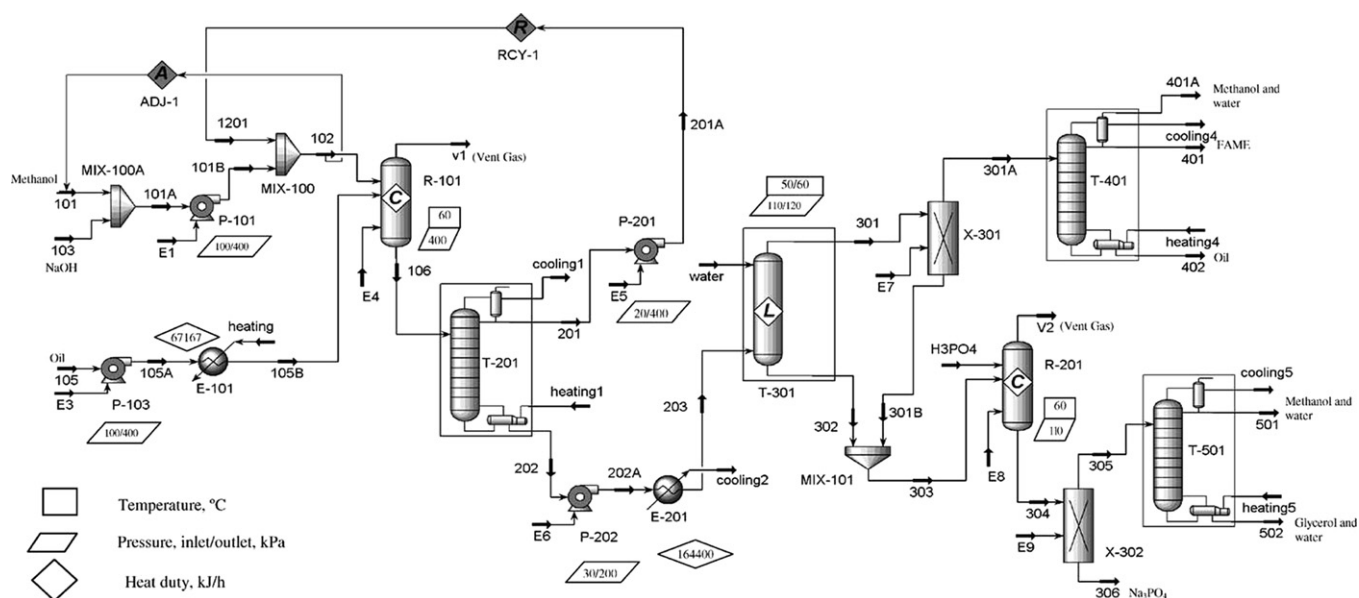 R
RCY-1
A
ADJ-1
1201
102
201A
MIX-100A
101B
MIX-100
v1 (Vent Gas)
R-101
Methanol
101
101A
P-101
C
103
NaOH
E1
100/400
60
400
106
E4
67167
heating
Oil
105
105A
E-101
105B
E3
P-103
100/400
cooling1
T-201
201
heating1
P-201
E5
20/400
202
202A
P-202
E6
30/200
E-201
cooling2
164400
203
50/60
110/120
water
L
T-301
301
302
301B
MIX-101
303
E7
X-301
301A
401A
Methanol and
water
cooling4
401
FAME
T-401
heating4
402
Oil
V2 (Vent Gas)
H3PO4
R-201
C
60
110
E8
304
E9
X-302
305
306
Na₃PO₄
cooling5
Methanol and
501
water
T-501
heating5
502
Glycerol and
water
Temperature, °C
Pressure, inlet/outlet, kPa
Heat duty, kJ/h